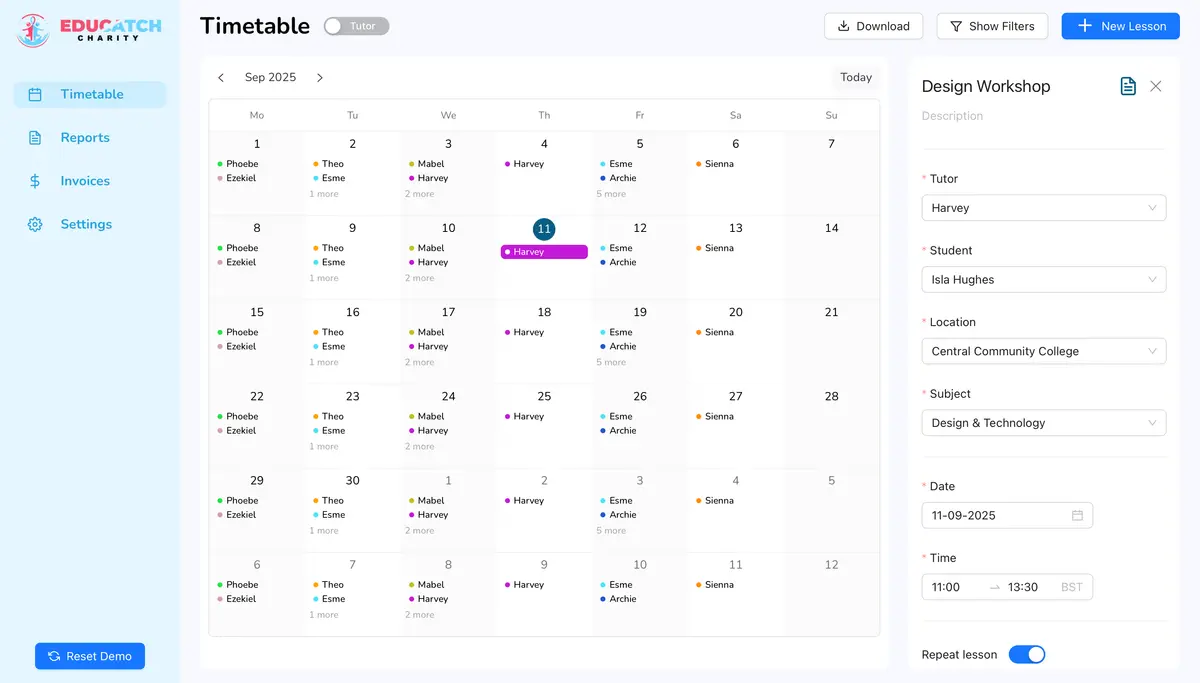 EDUCATCH
CHARITY
Timetable
Reports
Invoices
Settings
Reset Demo
Timetable Tutor
Download Show Filters New Lesson
Sep 2025 Today
Mo Tu We Th Fr Sa Su
1 2 3 4 5 6 7
Phoebe Theo Mabel Harvey Esme Sienna
Ezekiel Esme Harvey Archie
1 more 2 more 5 more
8 9 10 11 12 13 14
Phoebe Theo Mabel Harvey Esme Sienna
Ezekiel Esme Harvey Archie
1 more 2 more
15 16 17 18 19 20 21
Phoebe Theo Mabel Harvey Esme Sienna
Ezekiel Esme Harvey Archie
1 more 2 more 5 more
22 23 24 25 26 27 28
Phoebe Theo Mabel Harvey Esme Sienna
Ezekiel Esme Harvey Archie
1 more 2 more
29 30 1 2 3 4 5
Phoebe Theo Mabel Harvey Esme Sienna
Ezekiel Esme Harvey Archie
1 more 2 more 5 more
6 7 8 9 10 11 12
Phoebe Theo Mabel Harvey Esme Sienna
Ezekiel Esme Harvey Archie
1 more 2 more
Design Workshop
Description
* Tutor
Harvey
* Student
Isla Hughes
* Location
Central Community College
* Subject
Design & Technology
* Date
11-09-2025
* Time
11:00 → 13:30 BST
Repeat lesson